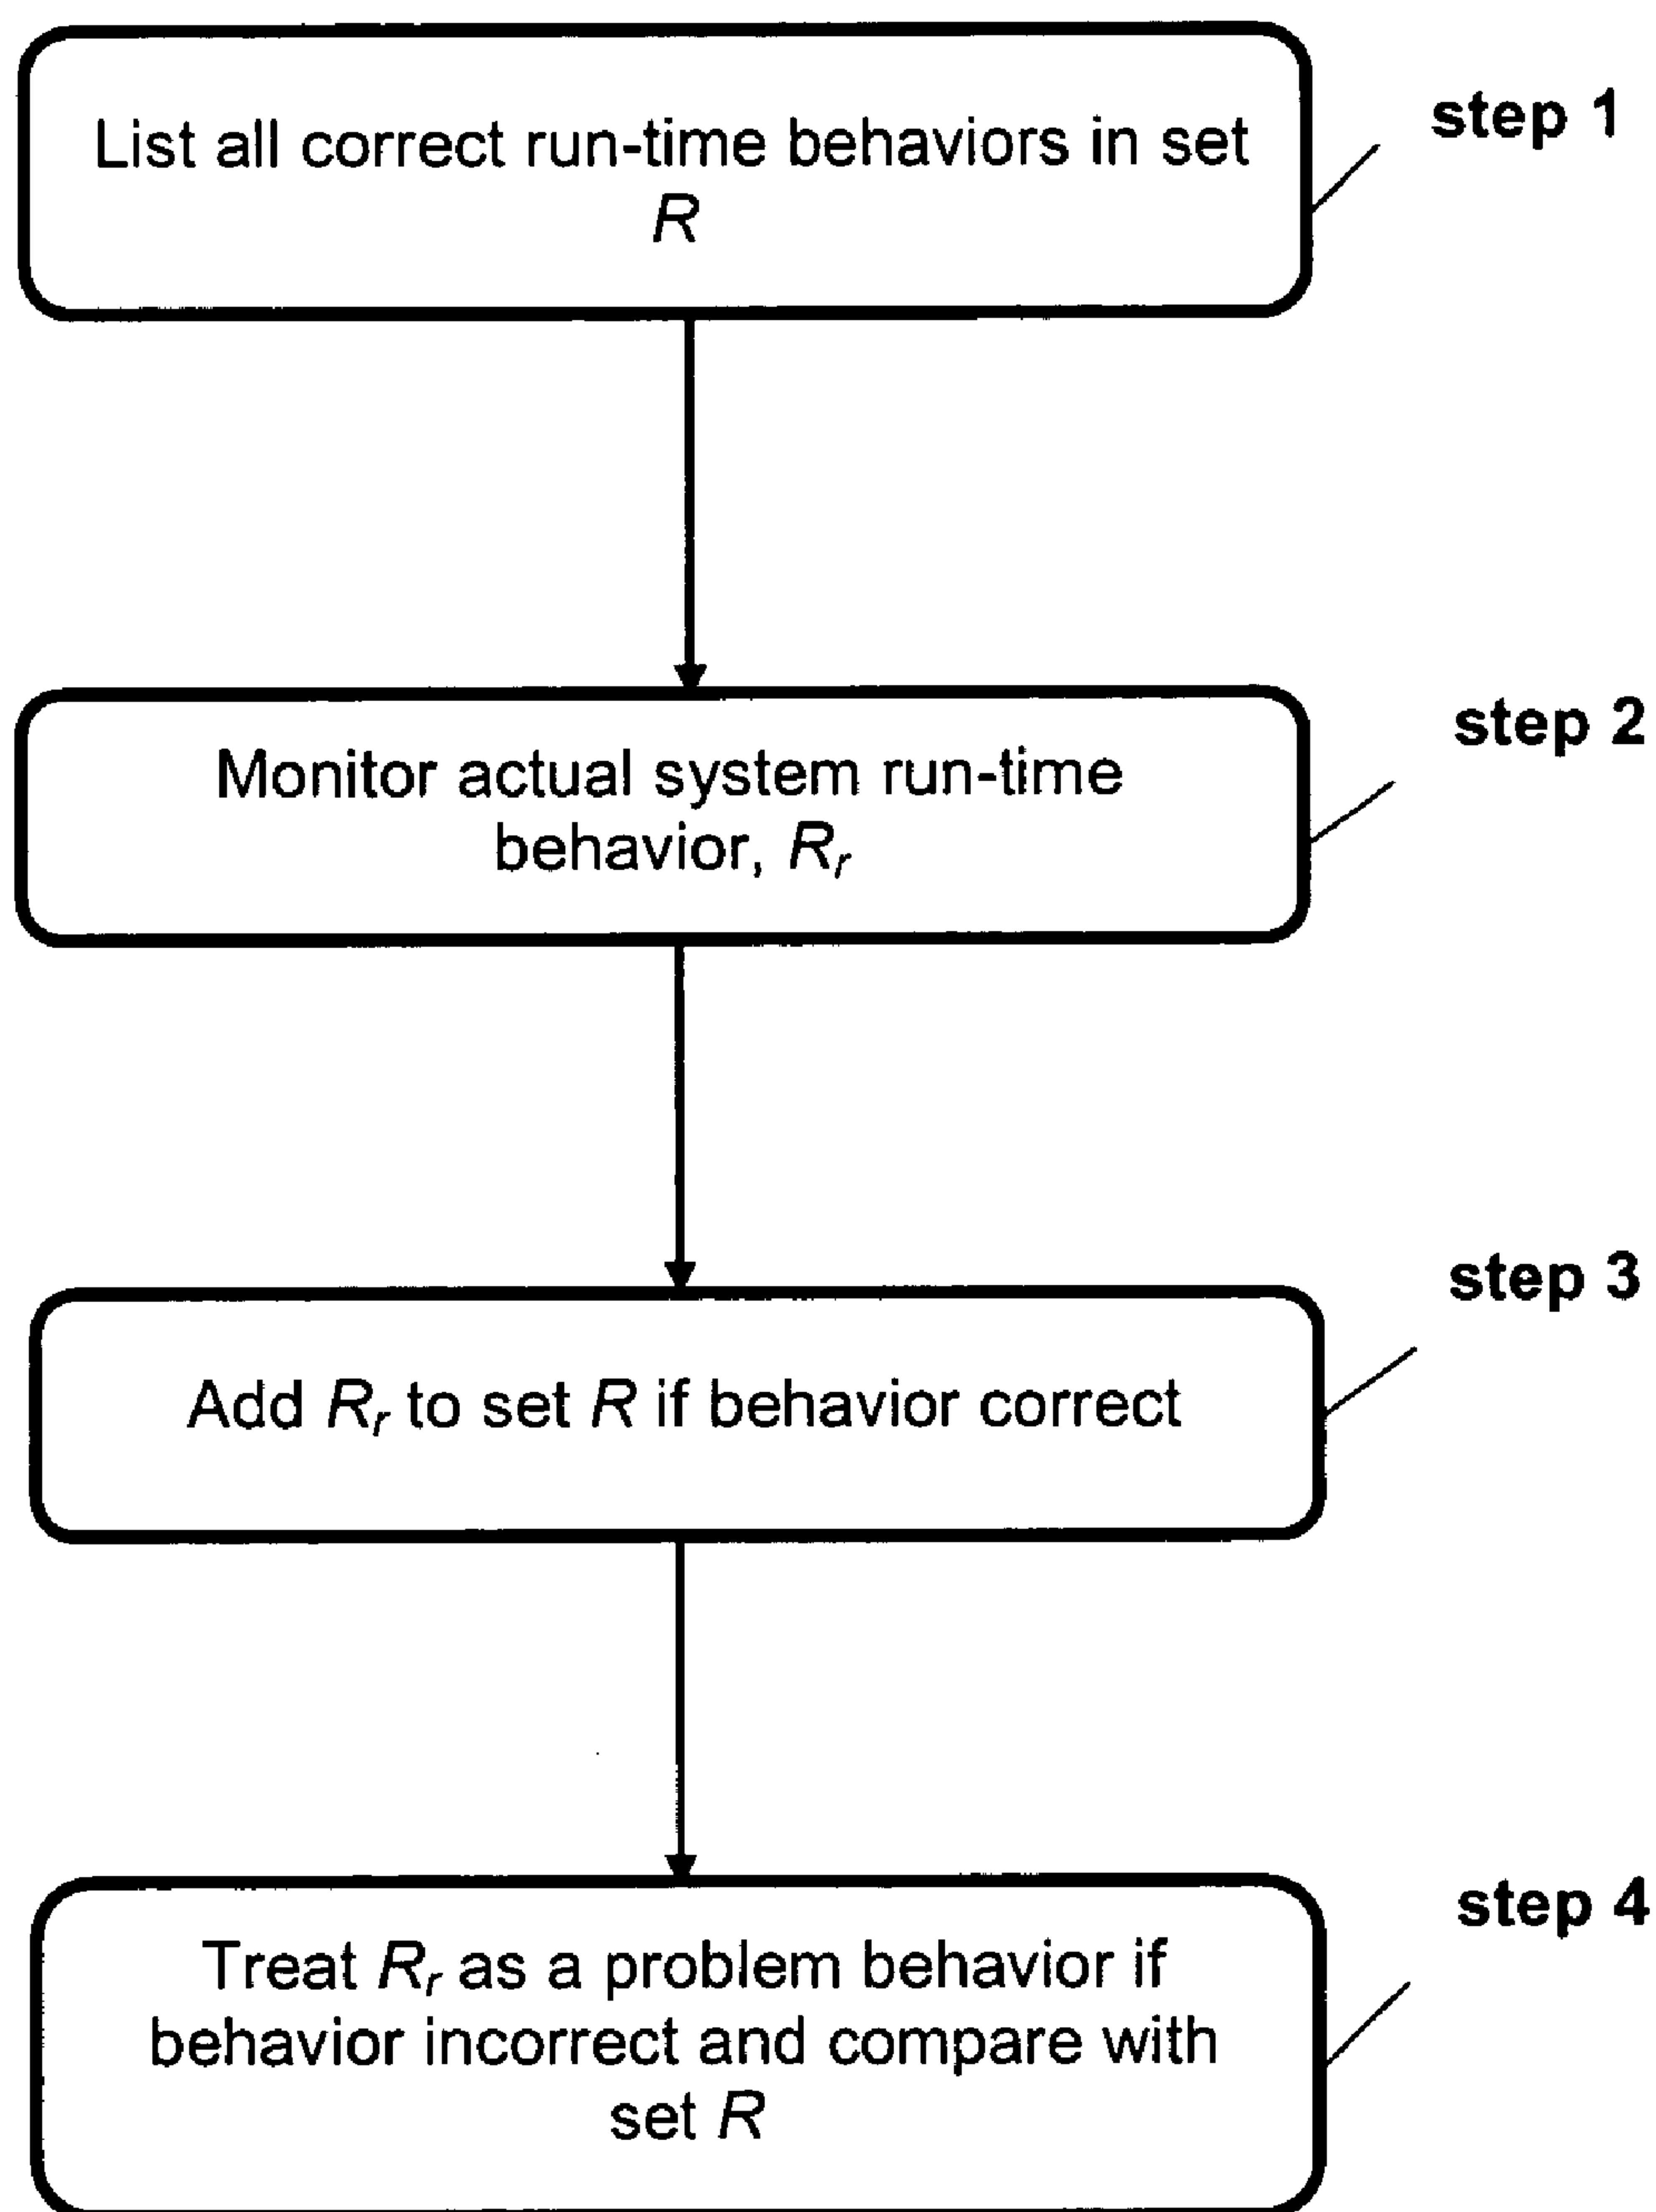 List all correct run-time behaviors in set
R
step 1
Monitor actual system run-time
behavior, Rr
step 2
Add Rr to set R if behavior correct
step 3
Treat Rr as a problem behavior if
behavior incorrect and compare with
set R
step 4